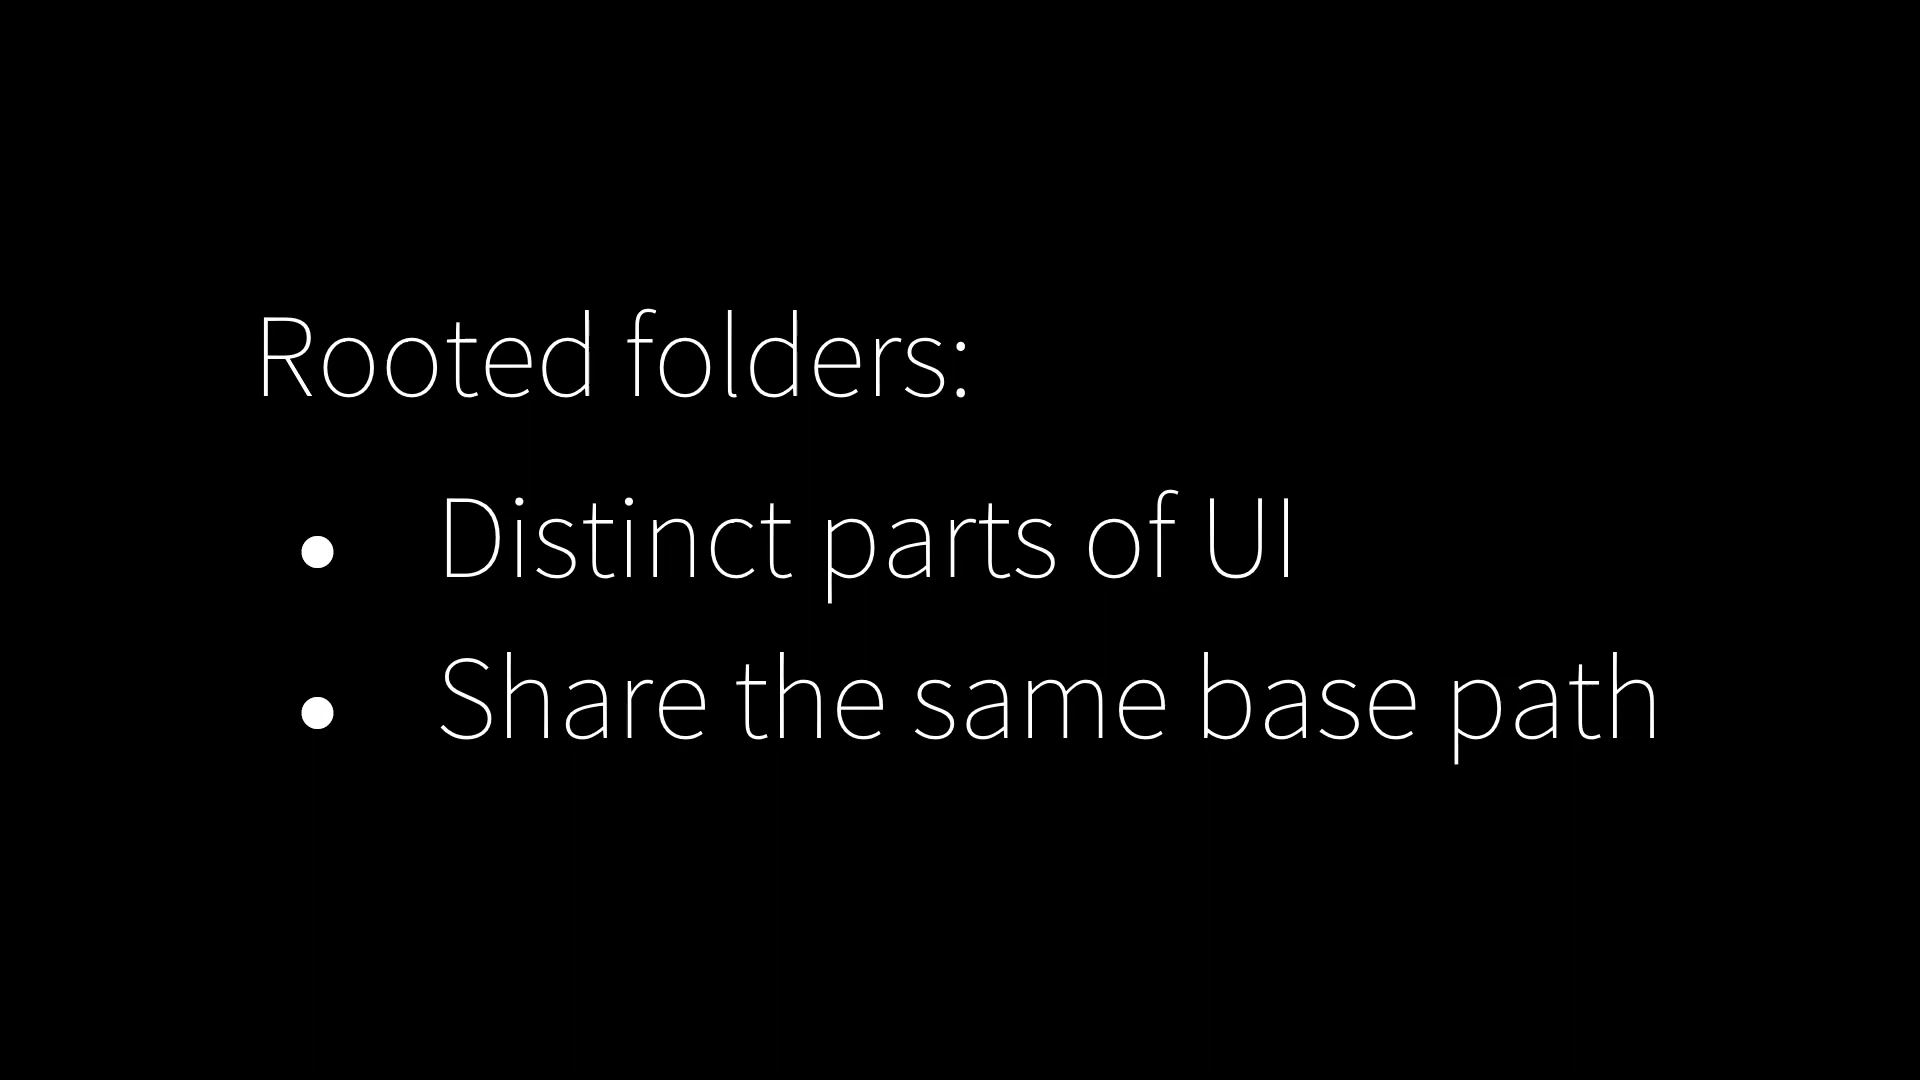 Rooted folders:
• Distinct parts of UI
• Share the same base path